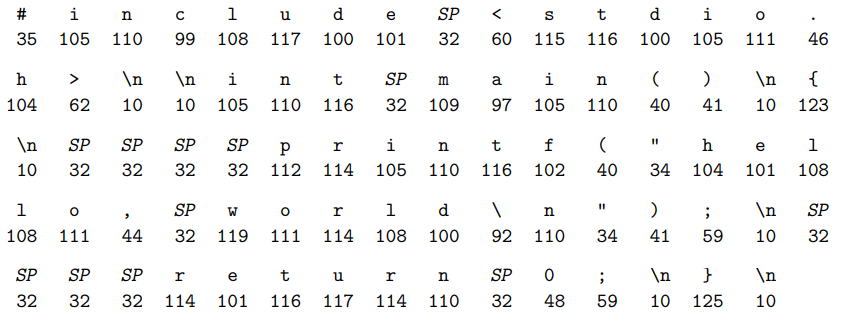 # i n c l u d e SP < s t d i o .
35 105 110 99 108 117 100 101 32 60 115 116 100 105 111 46
h > \n \n i n t SP m a i n ( ) \n {
104 62 10 10 105 110 116 32 109 97 105 110 40 41 10 123
\n SP SP SP SP p r i n t f ( " h e l
10 32 32 32 32 112 114 105 110 116 102 40 34 104 101 108
l o , SP w o r l d \ n " ) ; \n SP
108 111 44 32 119 111 114 108 100 92 110 34 41 59 10 32
SP SP SP r e t u r n SP 0 ; \n } \n
32 32 32 114 101 116 117 114 110 32 48 59 10 125 10